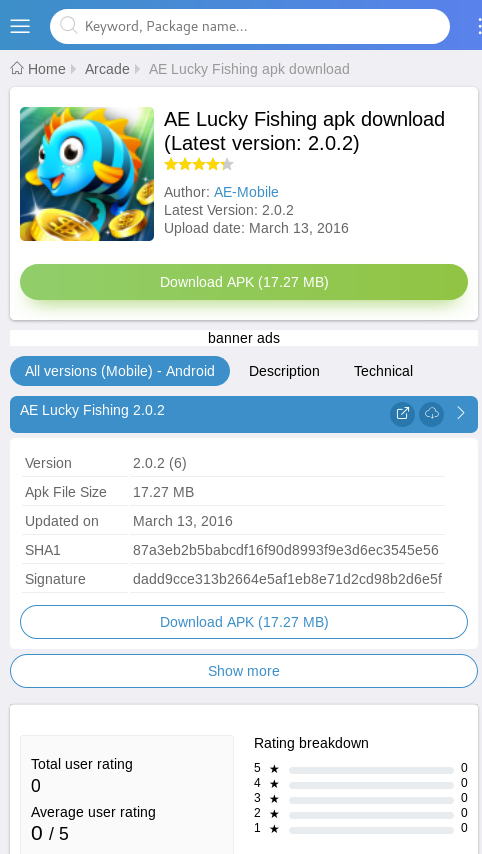 Keyword, Package name...
Home Arcade AE Lucky Fishing apk download
AE Lucky Fishing apk download
(Latest version: 2.0.2)
Author: AE-Mobile
Latest Version: 2.0.2
Upload date: March 13, 2016
Download APK (17.27 MB)
banner ads
All versions (Mobile) - Android Description Technical
AE Lucky Fishing 2.0.2
Version 2.0.2 (6)
Apk File Size 17.27 MB
Updated on March 13, 2016
SHA1 87a3eb2b5babcdf16f90d8993f9e3d6ec3545e56
Signature dadd9cce313b2664e5af1eb8e71d2cd98b2d6e5f
Download APK (17.27 MB)
Show more
Total user rating
0
Average user rating
0 / 5
Rating breakdown
5 ★ 0
4 ★ 0
3 ★ 0
2 ★ 0
1 ★ 0